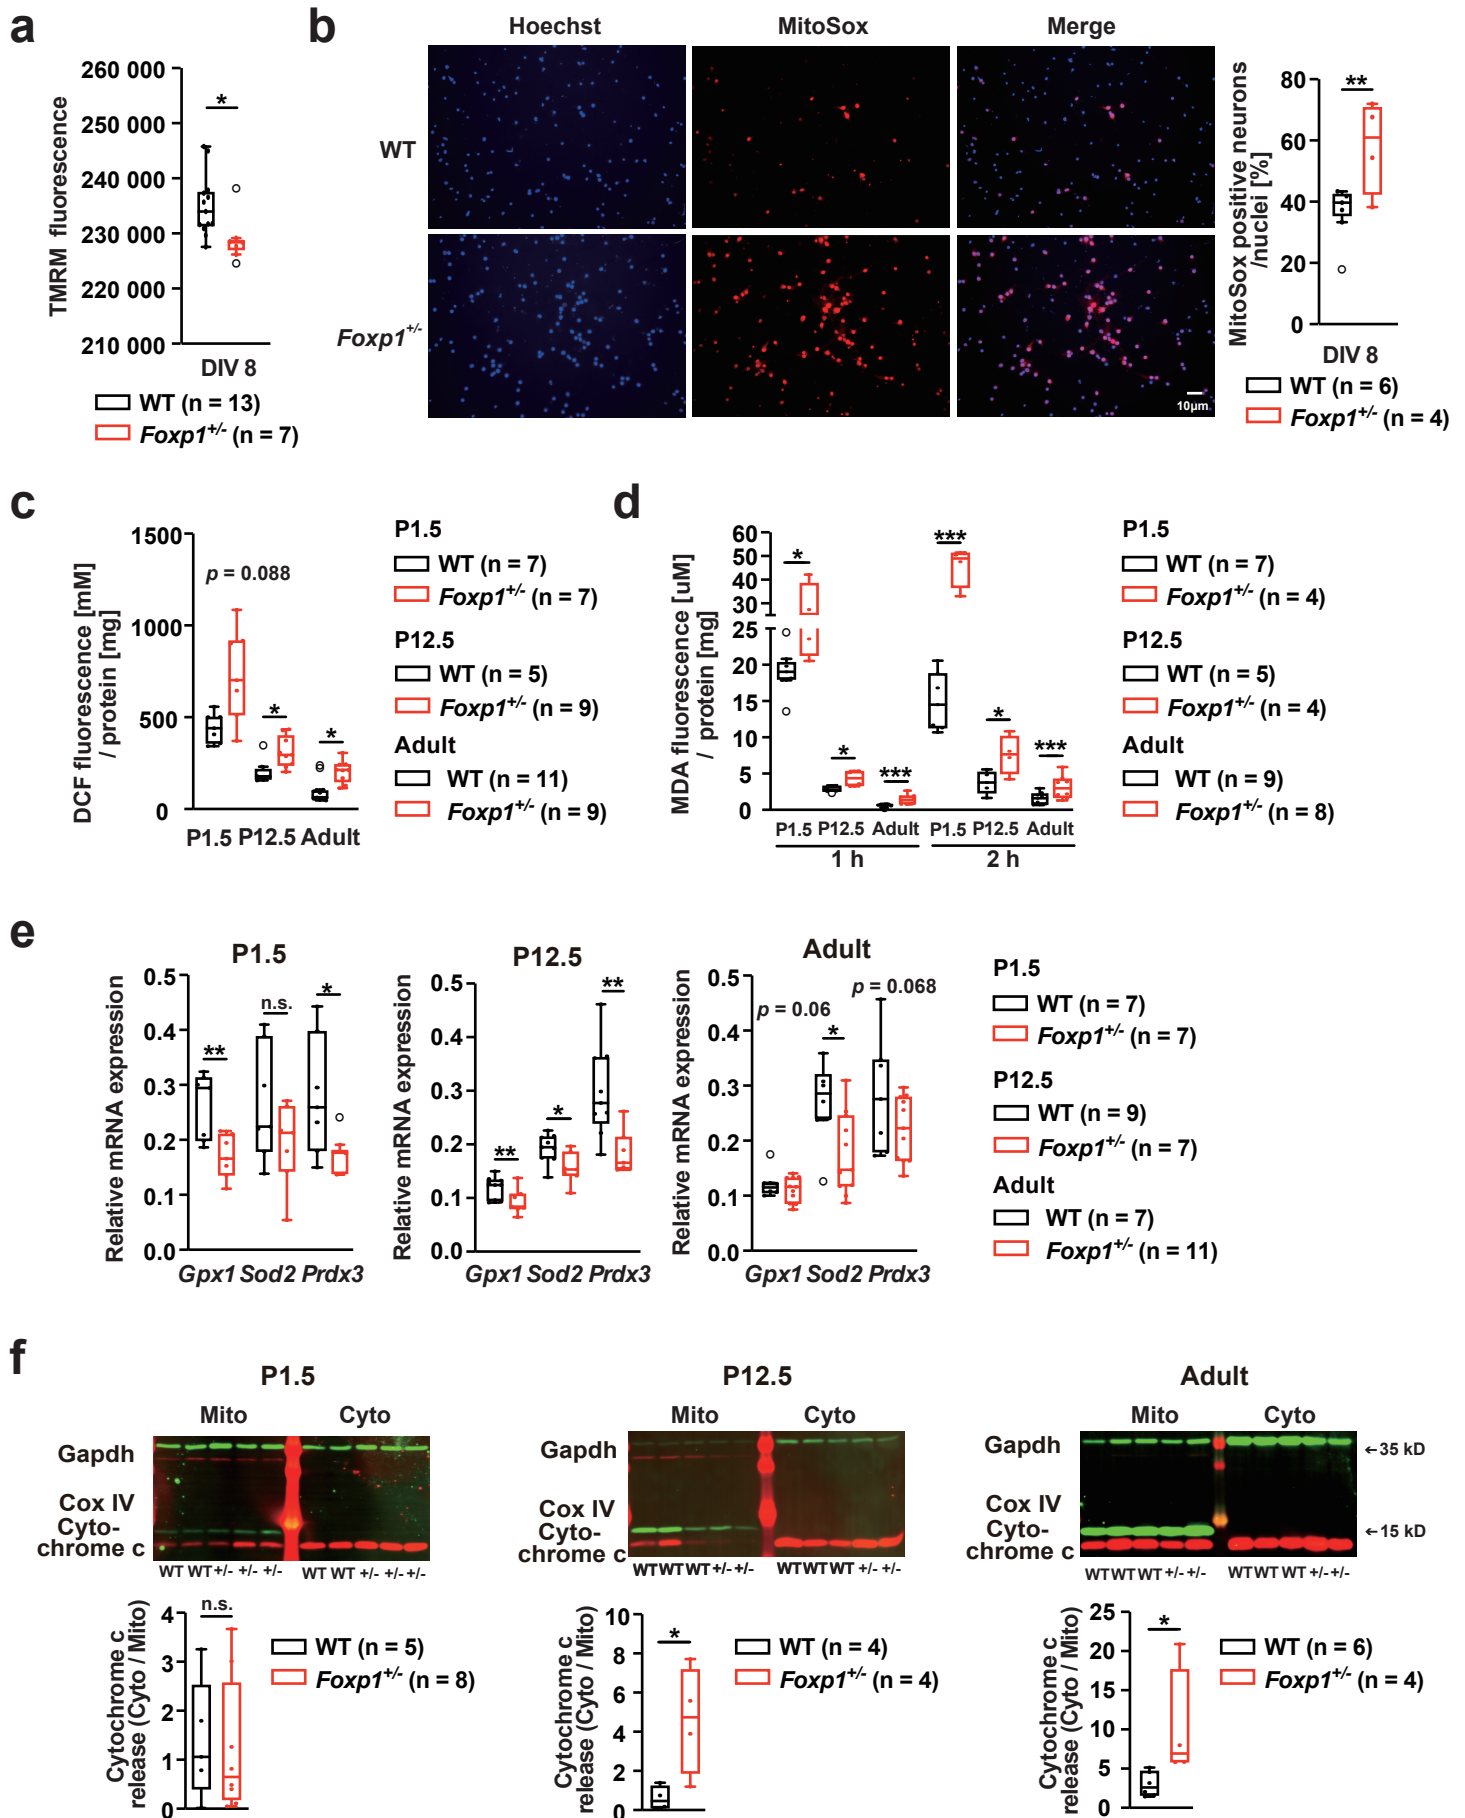 a
TMRM fluorescence
260 000
250 000
240 000
230 000
220 000
210 000
*
DIV 8
WT (n = 13)
Foxp1+/- (n = 7)
b
Hoechst
MitoSox
Merge
WT
Foxp1+/-
10µm
MitoSox positive neurons
/nuclei [%]
80
60
40
20
0
**
DIV 8
WT (n = 6)
Foxp1+/- (n = 4)
c
DCF fluorescence [mM]
/ protein [mg]
1500
1000
500
0
p = 0.088
*
*
P1.5 P12.5 Adult
P1.5
WT (n = 7)
Foxp1+/- (n = 7)
P12.5
WT (n = 5)
Foxp1+/- (n = 9)
Adult
WT (n = 11)
Foxp1+/- (n = 9)
d
MDA fluorescence [uM]
/ protein [mg]
60
50
40
30
25
20
15
10
5
0
*
*
***
***
*
***
P1.5 P12.5 Adult P1.5 P12.5 Adult
1 h 2 h
P1.5
WT (n = 7)
Foxp1+/- (n = 4)
P12.5
WT (n = 5)
Foxp1+/- (n = 4)
Adult
WT (n = 9)
Foxp1+/- (n = 8)
e
P1.5
Relative mRNA expression
0.5
0.4
0.3
0.2
0.1
0.0
**
n.s.
*
Gpx1 Sod2 Prdx3
P12.5
Relative mRNA expression
0.5
0.4
0.3
0.2
0.1
0.0
**
*
**
Gpx1 Sod2 Prdx3
Adult
Relative mRNA expression
0.5
0.4
0.3
0.2
0.1
0.0
p = 0.06
*
p = 0.068
Gpx1 Sod2 Prdx3
P1.5
WT (n = 7)
Foxp1+/- (n = 7)
P12.5
WT (n = 9)
Foxp1+/- (n = 7)
Adult
WT (n = 7)
Foxp1+/- (n = 11)
f
P1.5
Mito Cyto
Gapdh
Cox IV
Cyto-
chrome c
WT WT +/- +/- +/- WT WT +/- +/- +/-
Cytochrome c
release (Cyto / Mito)
4
3
2
1
0
n.s.
WT (n = 5)
Foxp1+/- (n = 8)
P12.5
Mito Cyto
Gapdh
Cox IV
Cyto-
chrome c
WT WT WT +/- +/- WT WT WT +/- +/-
Cytochrome c
release (Cyto / Mito)
10
8
6
4
2
0
*
WT (n = 4)
Foxp1+/- (n = 4)
Adult
Mito Cyto
Gapdh
Cox IV
Cyto-
chrome c
←35 kD
←15 kD
WT WT WT +/- +/- WT WT WT +/- +/-
Cytochrome c
release (Cyto / Mito)
25
20
15
10
5
0
*
WT (n = 6)
Foxp1+/- (n = 4)